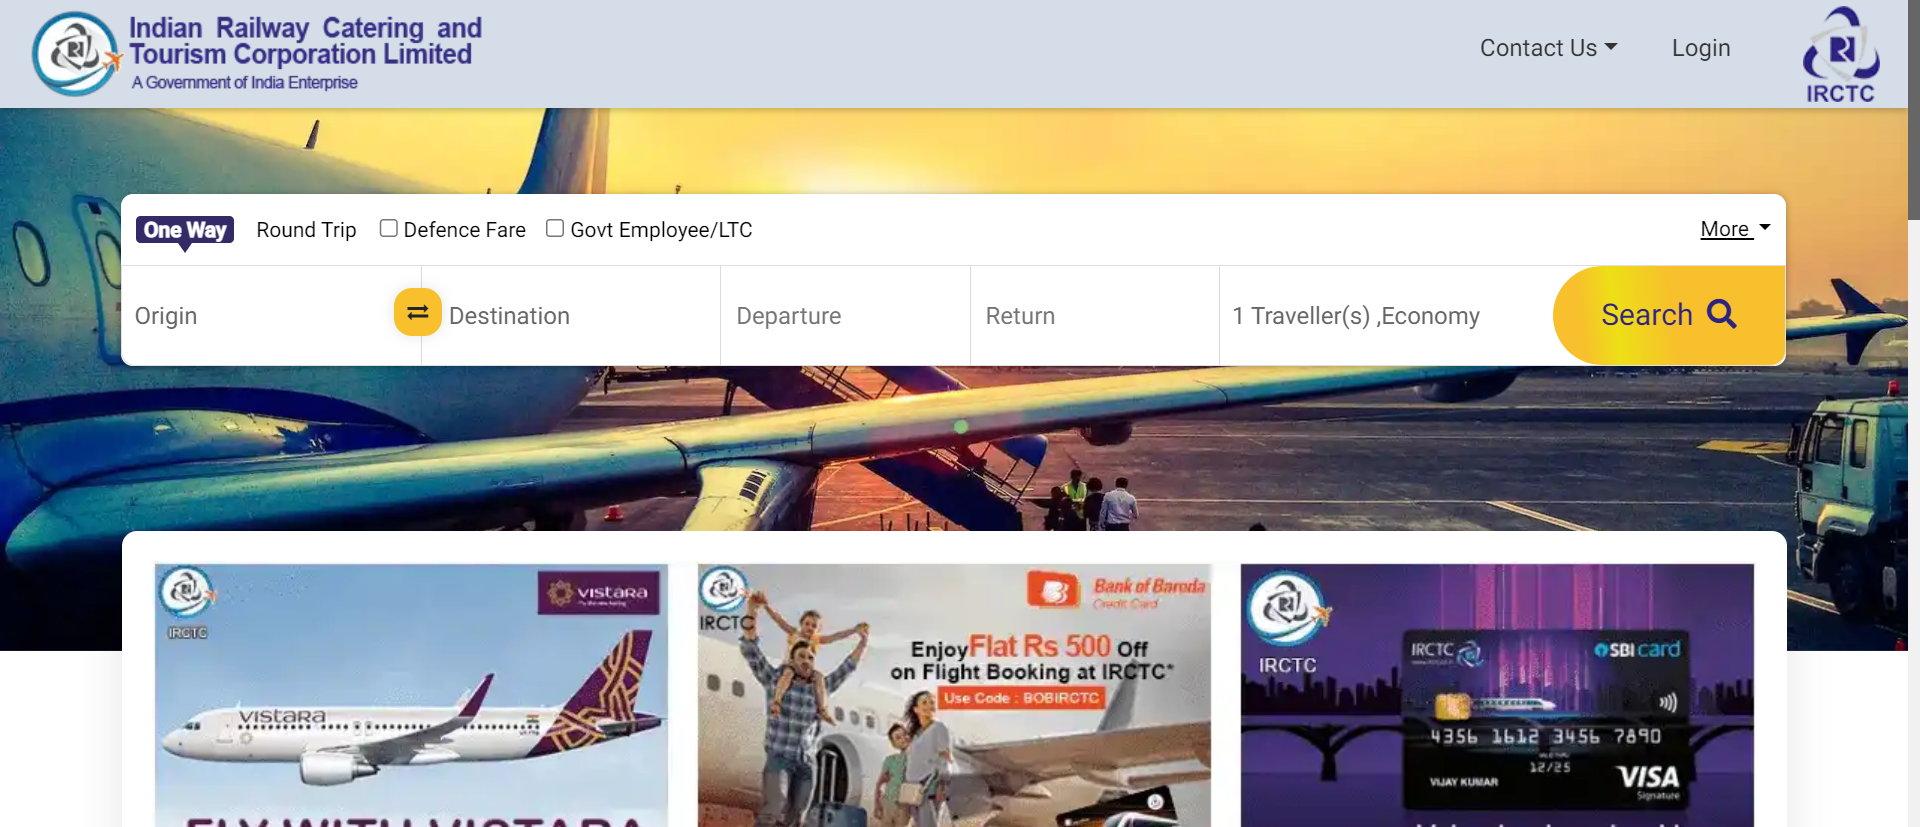 Indian Railway Catering and
Tourism Corporation Limited
A Government of India Enterprise
Contact Us
Login
IRCTC
One Way
Round Trip
Defence Fare
Govt Employee/LTC
More
Origin
Destination
Departure
Return
1 Traveller(s) ,Economy
Search
IRCTC
VISTARA
VISTARA
FLY WITH VISTARA
IRCTC
Bank of Baroda
Credit Card
Enjoy Flat Rs 500 Off
on Flight Booking at IRCTC*
Use Code : BOBIRCTC
IRCTC
IRCTC
SBI card
4356 1612 3456 7890
12/25
VIJAY KUMAR
VISA
Signature